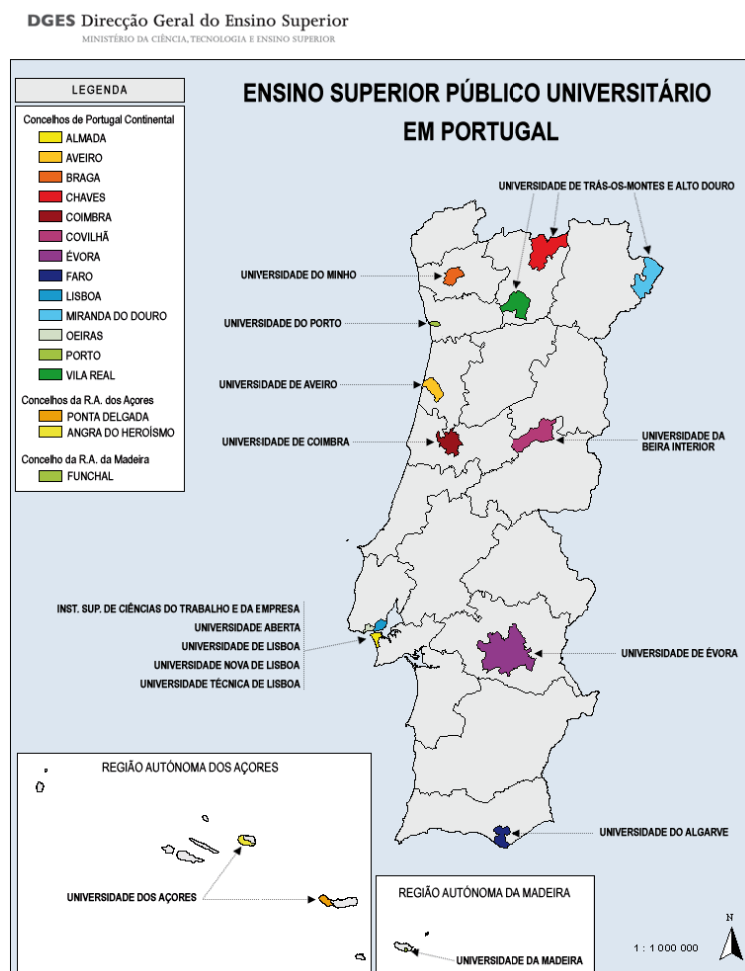 DGES Direcção Geral do Ensino Superior
MINISTÉRIO DA CIÊNCIA, TECNOLOGIA E ENSINO SUPERIOR
LEGENDA
Concelhos de Portugal Continental
ALMADA
AVEIRO
BRAGA
CHAVES
COIMBRA
COVILHÃ
ÉVORA
FARO
LISBOA
MIRANDA DO DOURO
OEIRAS
PORTO
VILA REAL
Concelhos da R.A. dos Açores
PONTA DELGADA
ANGRA DO HEROÍSMO
Concelho da R.A. da Madeira
FUNCHAL
ENSINO SUPERIOR PÚBLICO UNIVERSITÁRIO
EM PORTUGAL
UNIVERSIDADE DE TRÁS-OS-MONTES E ALTO DOURO
UNIVERSIDADE DO MINHO
UNIVERSIDADE DO PORTO
UNIVERSIDADE DE AVEIRO
UNIVERSIDADE DE COIMBRA
UNIVERSIDADE DA
BEIRA INTERIOR
INST. SUP. DE CIÊNCIAS DO TRABALHO E DA EMPRESA
UNIVERSIDADE ABERTA
UNIVERSIDADE DE LISBOA
UNIVERSIDADE NOVA DE LISBOA
UNIVERSIDADE TÉCNICA DE LISBOA
UNIVERSIDADE DE ÉVORA
UNIVERSIDADE DO ALGARVE
REGIÃO AUTÓNOMA DOS AÇORES
UNIVERSIDADE DOS AÇORES
REGIÃO AUTÓNOMA DA MADEIRA
UNIVERSIDADE DA MADEIRA
N
1 : 1 000 000